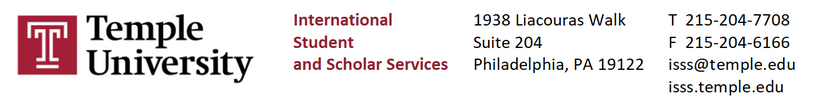 Temple
University
International
Student
and Scholar Services
1938 Liacouras Walk
Suite 204
Philadelphia, PA 19122
T 215-204-7708
F 215-204-6166
isss@temple.edu
isss.temple.edu